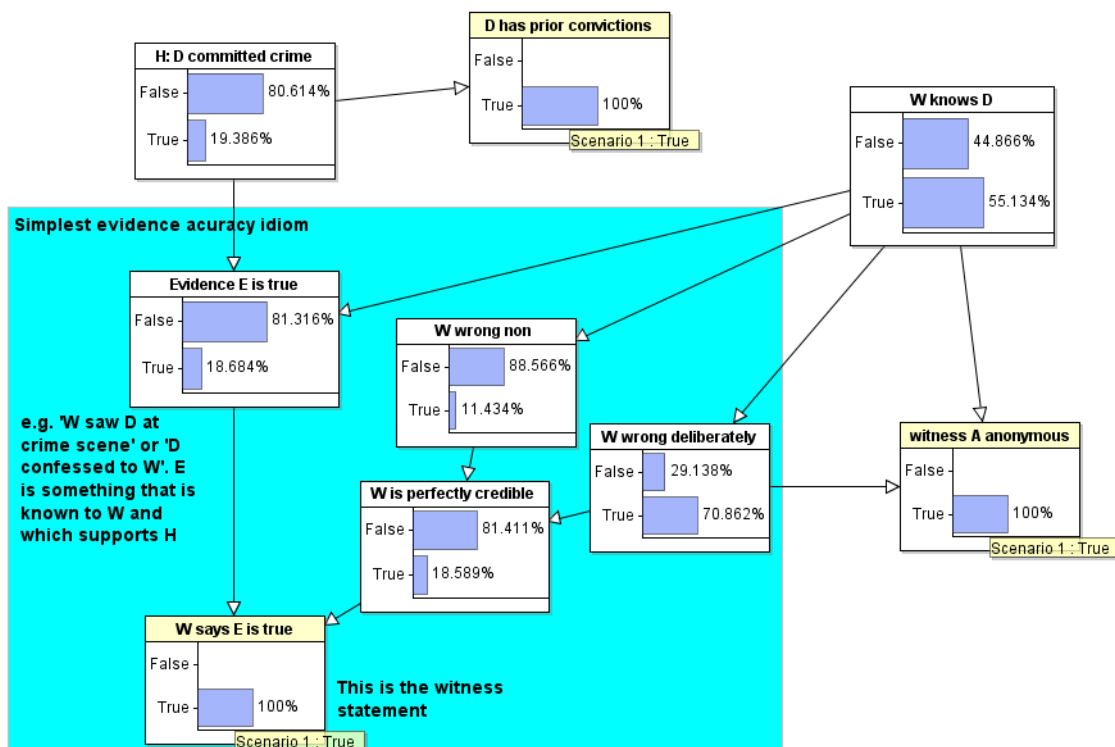 D has prior convictions
False
True
100%
Scenario 1 : True
H: D committed crime
False
80.614%
True
19.386%
W knows D
False
44.866%
True
55.134%
Simplest evidence acuracy idiom
Evidence E is true
False
81.316%
True
18.684%
W wrong non
False
88.566%
True
11.434%
e.g. 'W saw D at
crime scene' or 'D
confessed to W'. E
is something that is
known to W and
which supports H
W wrong deliberately
False
29.138%
True
70.862%
witness A anonymous
False
True
100%
Scenario 1 : True
W is perfectly credible
False
81.411%
True
18.589%
W says E is true
False
True
100%
Scenario 1 : True
This is the witness
statement